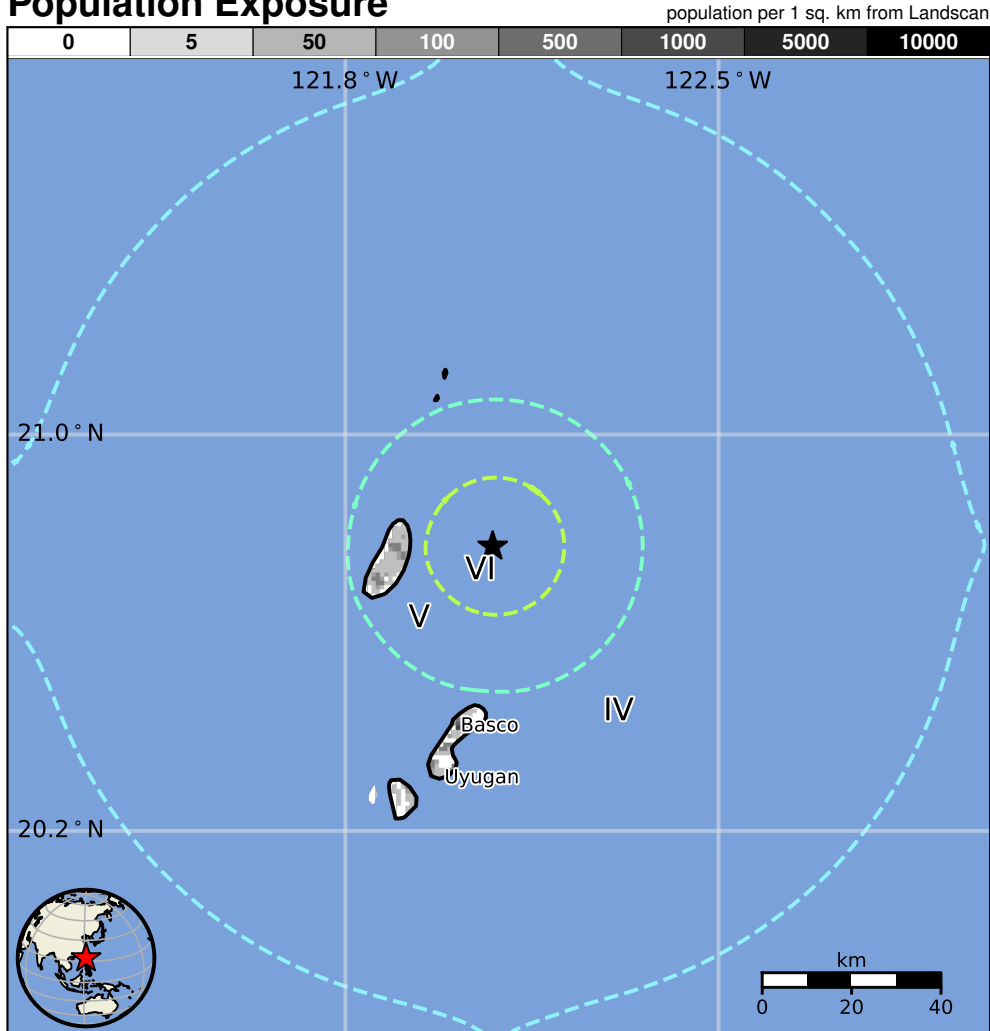 Population Exposure
population per 1 sq. km from Landscan
0 5 50 100 500 1000 5000 10000
121.8°W 122.5°W
21.0°N
VI
V
IV
Basco
Uyugan
20.2°N
km
0 20 40